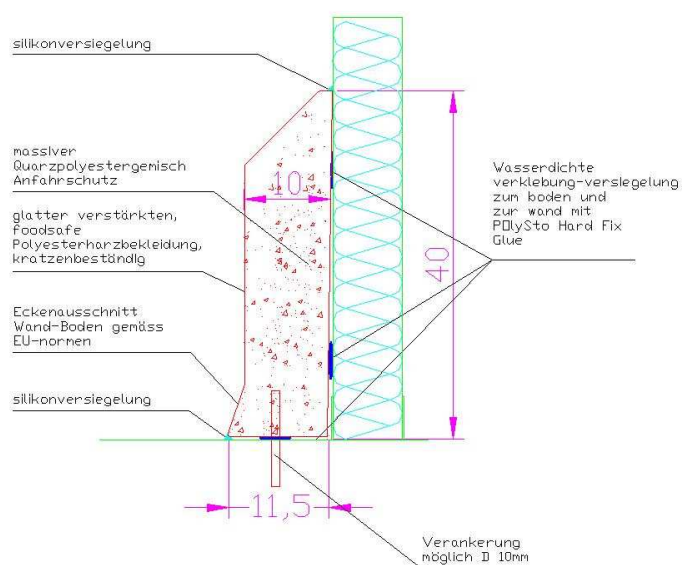 silikonversiegelung
massiver
Quarzpolyestergemisch
Anfahrschutz
glatter verstärkten,
foodsafe
Polyesterharzbekleidung,
kratzenbeständig
Eckenausschnitt
Wand-Boden gemäss
EU-normen
silikonversiegelung
10
40
11,5
Wasserdichte
verklebung-versiegelung
zum boden und
zur wand mit
P□lySto Hard Fix
Glue
Verankerung
möglich D 10mm